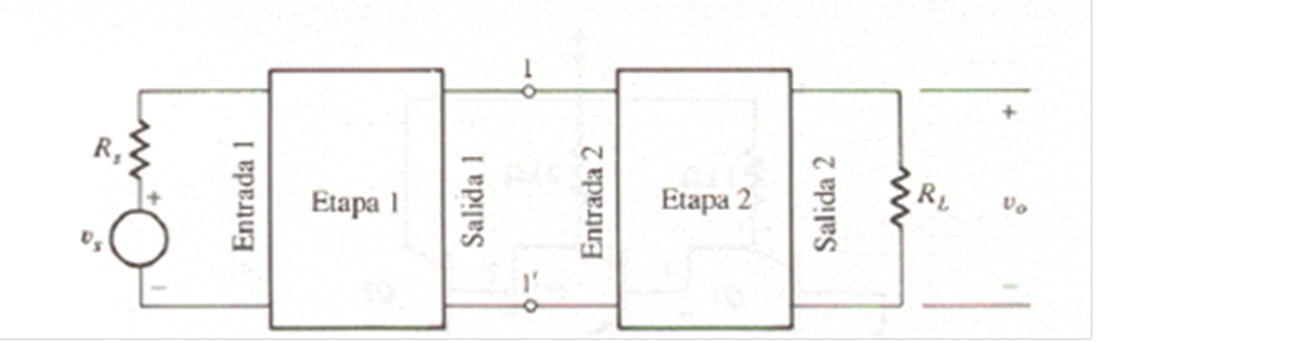 1
R_s
+
v_s
−
Entrada 1
Etapa 1
Salida 1
1'
Entrada 2
Etapa 2
Salida 2
R_L
+
v_o
−